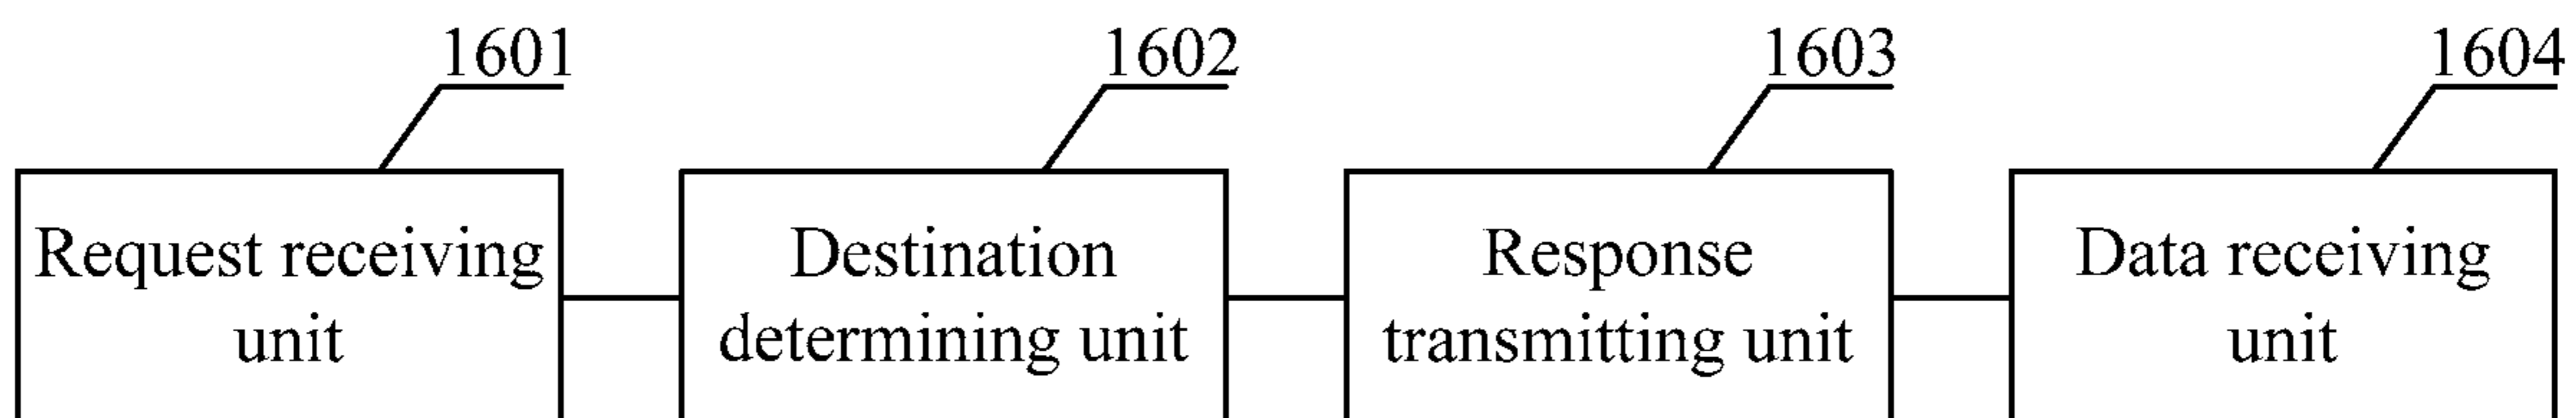 1601
1602
1603
1604
Request receiving
unit
Destination
determining unit
Response
transmitting unit
Data receiving
unit